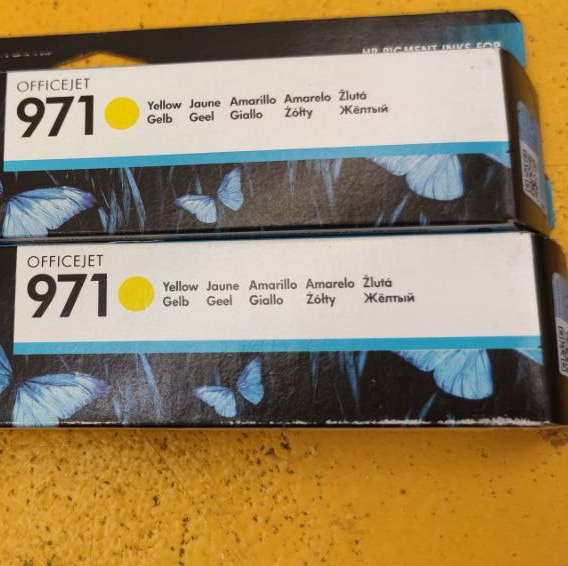 HP PIGMENT INKS FOR
OFFICEJET
971
Yellow Jaune Amarillo Amarelo Žlutá
Gelb Geel Giallo Żółty Жёлтый
OFFICEJET
971
Yellow Jaune Amarillo Amarelo Žlutá
Gelb Geel Giallo Żółty Жёлтый